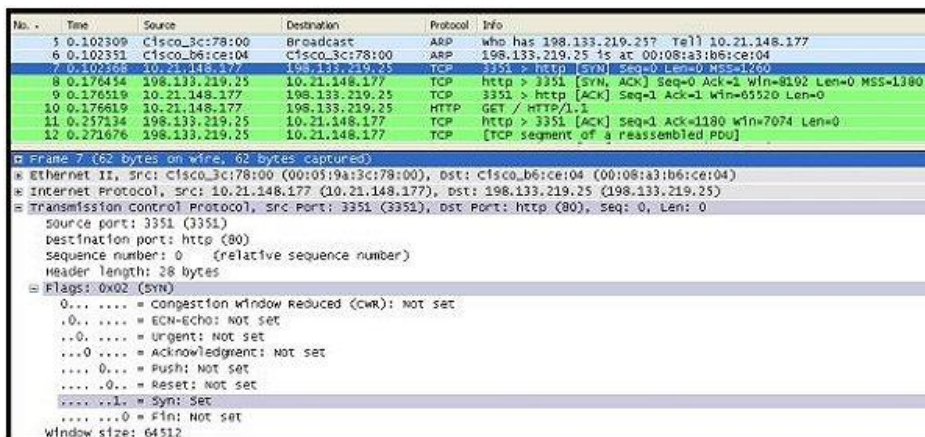 No. - Time Source Destination Protocol Info
5 0.102309 Cisco_3c:78:00 Broadcast ARP who has 198.133.219.25? Tell 10.21.148.177
6 0.102351 Cisco_b6:ce:04 Cisco_3c:78:00 ARP 198.133.219.25 is at 00:08:a3:b6:ce:04
7 0.102368 10.21.148.177 198.133.219.25 TCP 3351 > http [SYN] Seq=0 Len=0 MSS=1260
8 0.176454 198.133.219.25 10.21.148.177 TCP http > 3351 [SYN, ACK] Seq=0 Ack=1 Win=8192 Len=0 MSS=1380
9 0.176519 10.21.148.177 198.133.219.25 TCP 3351 > http [ACK] Seq=1 Ack=1 Win=65520 Len=0
10 0.176619 10.21.148.177 198.133.219.25 HTTP GET / HTTP/1.1
11 0.257134 198.133.219.25 10.21.148.177 TCP http > 3351 [ACK] Seq=1 Ack=1180 Win=7074 Len=0
12 0.271676 198.133.219.25 10.21.148.177 TCP [TCP segment of a reassembled PDU]
Frame 7 (62 bytes on wire, 62 bytes captured)
Ethernet II, Src: Cisco_3c:78:00 (00:05:9a:3c:78:00), Dst: Cisco_b6:ce:04 (00:08:a3:b6:ce:04)
Internet Protocol, Src: 10.21.148.177 (10.21.148.177), Dst: 198.133.219.25 (198.133.219.25)
Transmission Control Protocol, Src Port: 3351 (3351), Dst Port: http (80), Seq: 0, Len: 0
Source port: 3351 (3351)
Destination port: http (80)
Sequence number: 0 (relative sequence number)
Header length: 28 bytes
Flags: 0x02 (SYN)
0... .... = Congestion Window Reduced (CWR): Not set
.0.. .... = ECN-Echo: Not set
..0. .... = Urgent: Not set
...0 .... = Acknowledgment: Not set
.... 0... = Push: Not set
.... .0.. = Reset: Not set
.... ..1. = Syn: Set
.... ...0 = Fin: Not set
Window size: 64512